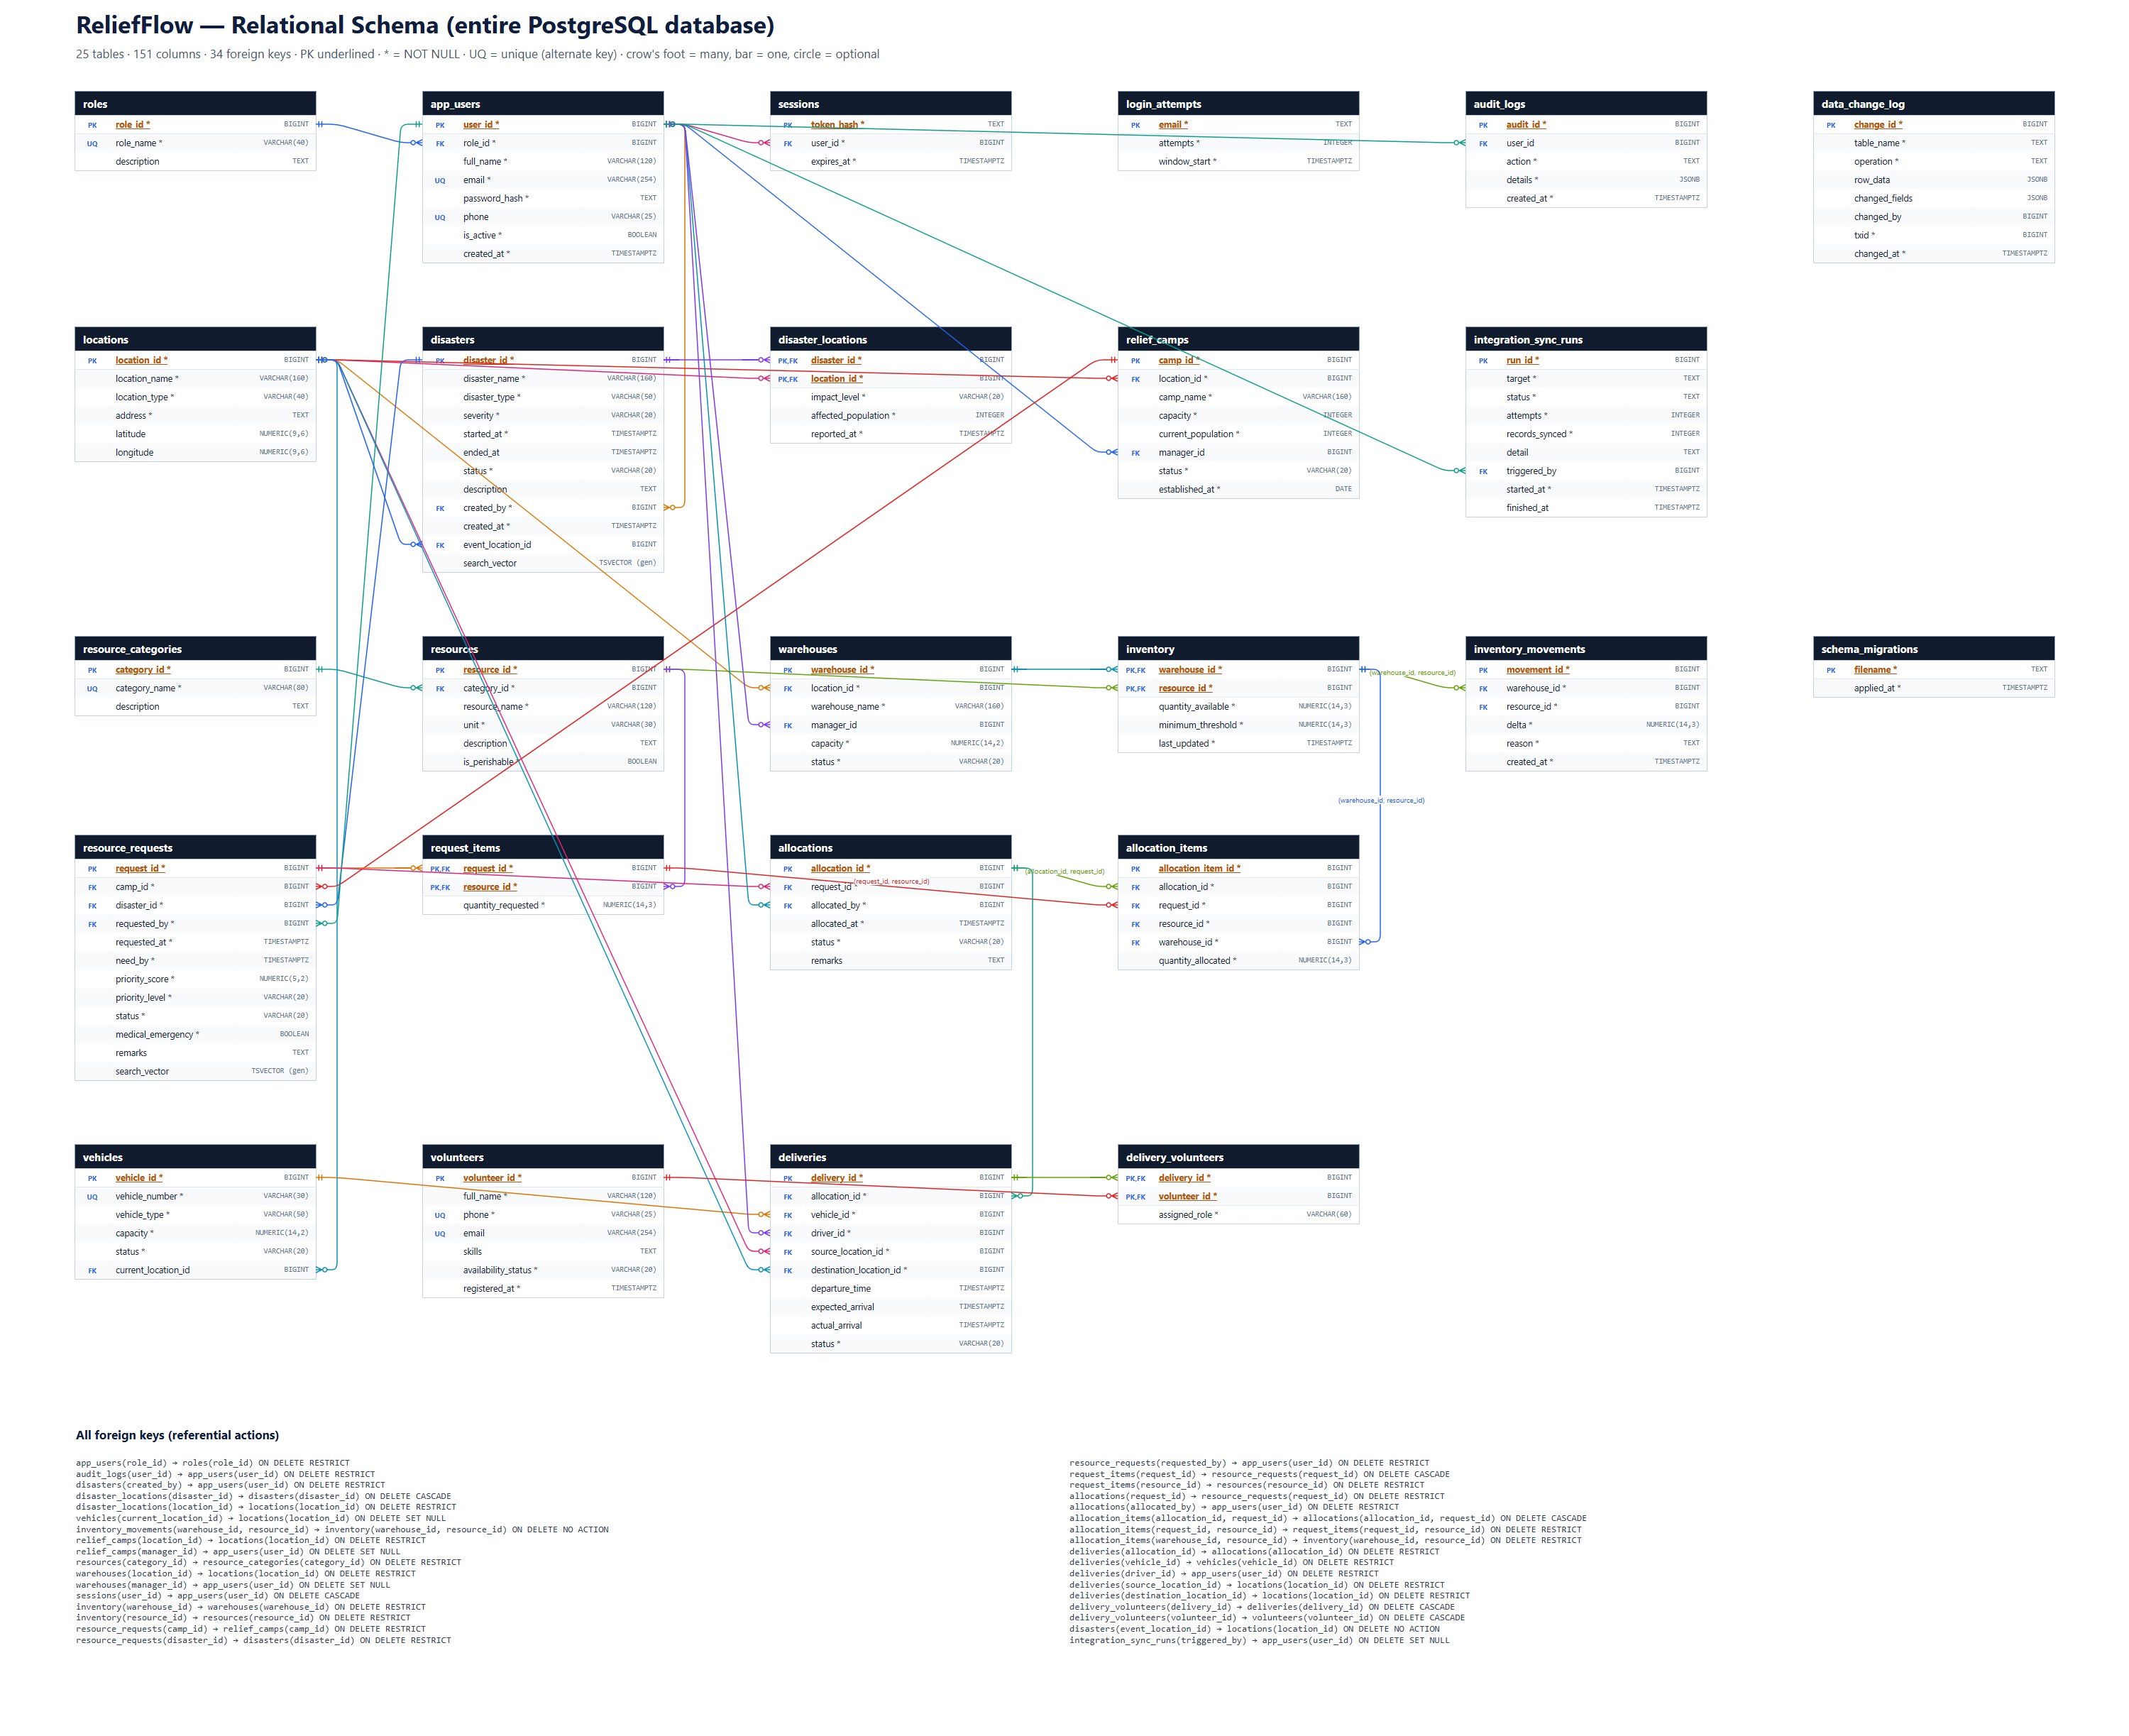 ReliefFlow — Relational Schema (entire PostgreSQL database)
25 tables · 151 columns · 34 foreign keys · PK underlined · * = NOT NULL · UQ = unique (alternate key) · crow's foot = many, bar = one, circle = optional
roles
PK role_id * BIGINT
UQ role_name * VARCHAR(40)
description TEXT
app_users
PK user_id * BIGINT
FK role_id * BIGINT
full_name * VARCHAR(120)
UQ email * VARCHAR(254)
password_hash * TEXT
UQ phone VARCHAR(25)
is_active * BOOLEAN
created_at * TIMESTAMPTZ
sessions
PK token_hash * TEXT
FK user_id * BIGINT
expires_at * TIMESTAMPTZ
login_attempts
PK email * TEXT
attempts * INTEGER
window_start * TIMESTAMPTZ
audit_logs
PK audit_id * BIGINT
FK user_id BIGINT
action * TEXT
details * JSONB
created_at * TIMESTAMPTZ
data_change_log
PK change_id * BIGINT
table_name * TEXT
operation * TEXT
row_data JSONB
changed_fields JSONB
changed_by BIGINT
txid * BIGINT
changed_at * TIMESTAMPTZ
locations
PK location_id * BIGINT
location_name * VARCHAR(160)
location_type * VARCHAR(40)
address * TEXT
latitude NUMERIC(9,6)
longitude NUMERIC(9,6)
disasters
PK disaster_id * BIGINT
disaster_name * VARCHAR(160)
disaster_type * VARCHAR(50)
severity * VARCHAR(20)
started_at * TIMESTAMPTZ
ended_at TIMESTAMPTZ
status * VARCHAR(20)
description TEXT
FK created_by * BIGINT
created_at * TIMESTAMPTZ
FK event_location_id BIGINT
search_vector TSVECTOR (gen)
disaster_locations
PK,FK disaster_id * BIGINT
PK,FK location_id * BIGINT
impact_level * VARCHAR(20)
affected_population * INTEGER
reported_at * TIMESTAMPTZ
relief_camps
PK camp_id * BIGINT
FK location_id * BIGINT
camp_name * VARCHAR(160)
capacity * INTEGER
current_population * INTEGER
FK manager_id BIGINT
status * VARCHAR(20)
established_at * DATE
integration_sync_runs
PK run_id * BIGINT
target * TEXT
status * TEXT
attempts * INTEGER
records_synced * INTEGER
detail TEXT
FK triggered_by BIGINT
started_at * TIMESTAMPTZ
finished_at TIMESTAMPTZ
resource_categories
PK category_id * BIGINT
UQ category_name * VARCHAR(80)
description TEXT
resources
PK resource_id * BIGINT
FK category_id * BIGINT
resource_name * VARCHAR(120)
unit * VARCHAR(30)
description TEXT
is_perishable * BOOLEAN
warehouses
PK warehouse_id * BIGINT
FK location_id * BIGINT
warehouse_name * VARCHAR(160)
FK manager_id BIGINT
capacity * NUMERIC(14,2)
status * VARCHAR(20)
inventory
PK,FK warehouse_id * BIGINT
PK,FK resource_id * BIGINT
quantity_available * NUMERIC(14,3)
minimum_threshold * NUMERIC(14,3)
last_updated * TIMESTAMPTZ
(warehouse_id, resource_id)
inventory_movements
PK movement_id * BIGINT
FK warehouse_id * BIGINT
FK resource_id * BIGINT
delta * NUMERIC(14,3)
reason * TEXT
created_at * TIMESTAMPTZ
schema_migrations
PK filename * TEXT
applied_at * TIMESTAMPTZ
(warehouse_id, resource_id)
resource_requests
PK request_id * BIGINT
FK camp_id * BIGINT
FK disaster_id * BIGINT
FK requested_by * BIGINT
requested_at * TIMESTAMPTZ
need_by * TIMESTAMPTZ
priority_score * NUMERIC(5,2)
priority_level * VARCHAR(20)
status * VARCHAR(20)
medical_emergency * BOOLEAN
remarks TEXT
search_vector TSVECTOR (gen)
request_items
PK,FK request_id * BIGINT
PK,FK resource_id * BIGINT
quantity_requested * NUMERIC(14,3)
allocations
PK allocation_id * BIGINT
FK request_id * BIGINT
(request_id, resource_id)
FK allocated_by * BIGINT
allocated_at * TIMESTAMPTZ
status * VARCHAR(20)
remarks TEXT
(allocation_id, request_id)
allocation_items
PK allocation_item_id * BIGINT
FK allocation_id * BIGINT
FK request_id * BIGINT
FK resource_id * BIGINT
FK warehouse_id * BIGINT
quantity_allocated * NUMERIC(14,3)
vehicles
PK vehicle_id * BIGINT
UQ vehicle_number * VARCHAR(30)
vehicle_type * VARCHAR(50)
capacity * NUMERIC(14,2)
status * VARCHAR(20)
FK current_location_id BIGINT
volunteers
PK volunteer_id * BIGINT
full_name * VARCHAR(120)
UQ phone * VARCHAR(25)
UQ email VARCHAR(254)
skills TEXT
availability_status * VARCHAR(20)
registered_at * TIMESTAMPTZ
deliveries
PK delivery_id * BIGINT
FK allocation_id * BIGINT
FK vehicle_id * BIGINT
FK driver_id * BIGINT
FK source_location_id * BIGINT
FK destination_location_id * BIGINT
departure_time TIMESTAMPTZ
expected_arrival TIMESTAMPTZ
actual_arrival TIMESTAMPTZ
status * VARCHAR(20)
delivery_volunteers
PK,FK delivery_id * BIGINT
PK,FK volunteer_id * BIGINT
assigned_role * VARCHAR(60)
All foreign keys (referential actions)
app_users(role_id) → roles(role_id) ON DELETE RESTRICT
audit_logs(user_id) → app_users(user_id) ON DELETE RESTRICT
disasters(created_by) → app_users(user_id) ON DELETE RESTRICT
disaster_locations(disaster_id) → disasters(disaster_id) ON DELETE CASCADE
disaster_locations(location_id) → locations(location_id) ON DELETE RESTRICT
vehicles(current_location_id) → locations(location_id) ON DELETE SET NULL
inventory_movements(warehouse_id, resource_id) → inventory(warehouse_id, resource_id) ON DELETE NO ACTION
relief_camps(location_id) → locations(location_id) ON DELETE RESTRICT
relief_camps(manager_id) → app_users(user_id) ON DELETE SET NULL
resources(category_id) → resource_categories(category_id) ON DELETE RESTRICT
warehouses(location_id) → locations(location_id) ON DELETE RESTRICT
warehouses(manager_id) → app_users(user_id) ON DELETE SET NULL
sessions(user_id) → app_users(user_id) ON DELETE CASCADE
inventory(warehouse_id) → warehouses(warehouse_id) ON DELETE RESTRICT
inventory(resource_id) → resources(resource_id) ON DELETE RESTRICT
resource_requests(camp_id) → relief_camps(camp_id) ON DELETE RESTRICT
resource_requests(disaster_id) → disasters(disaster_id) ON DELETE RESTRICT
resource_requests(requested_by) → app_users(user_id) ON DELETE RESTRICT
request_items(request_id) → resource_requests(request_id) ON DELETE CASCADE
request_items(resource_id) → resources(resource_id) ON DELETE RESTRICT
allocations(request_id) → resource_requests(request_id) ON DELETE RESTRICT
allocations(allocated_by) → app_users(user_id) ON DELETE RESTRICT
allocation_items(allocation_id, request_id) → allocations(allocation_id, request_id) ON DELETE CASCADE
allocation_items(request_id, resource_id) → request_items(request_id, resource_id) ON DELETE RESTRICT
allocation_items(warehouse_id, resource_id) → inventory(warehouse_id, resource_id) ON DELETE RESTRICT
deliveries(allocation_id) → allocations(allocation_id) ON DELETE RESTRICT
deliveries(vehicle_id) → vehicles(vehicle_id) ON DELETE RESTRICT
deliveries(driver_id) → app_users(user_id) ON DELETE RESTRICT
deliveries(source_location_id) → locations(location_id) ON DELETE RESTRICT
deliveries(destination_location_id) → locations(location_id) ON DELETE RESTRICT
delivery_volunteers(delivery_id) → deliveries(delivery_id) ON DELETE CASCADE
delivery_volunteers(volunteer_id) → volunteers(volunteer_id) ON DELETE CASCADE
disasters(event_location_id) → locations(location_id) ON DELETE NO ACTION
integration_sync_runs(triggered_by) → app_users(user_id) ON DELETE SET NULL